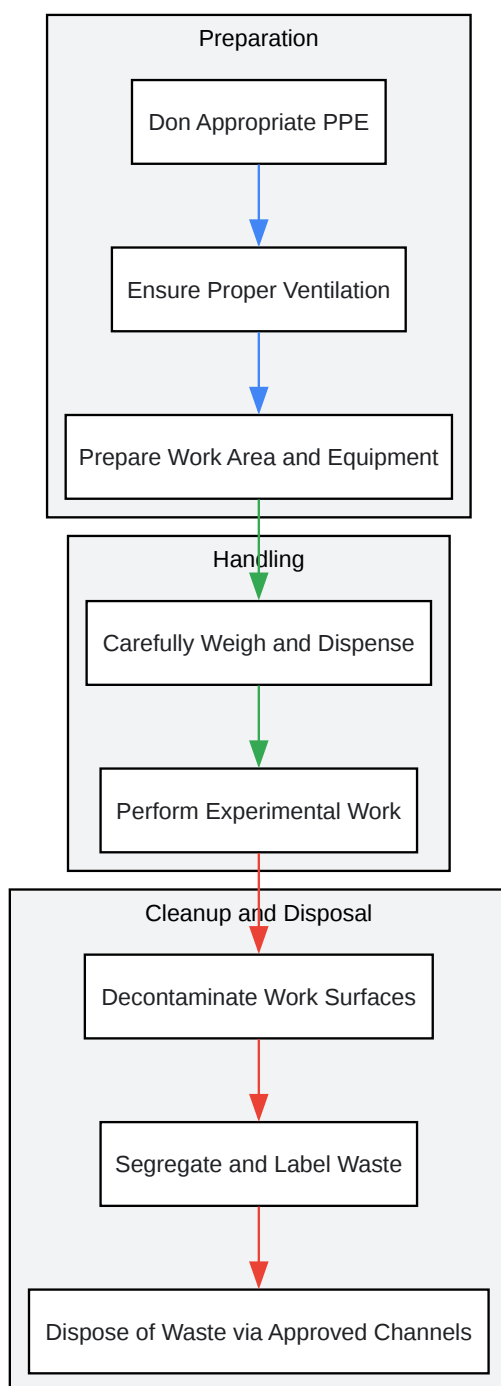 Preparation
Don Appropriate PPE
Ensure Proper Ventilation
Prepare Work Area and Equipment
Handling
Carefully Weigh and Dispense
Perform Experimental Work
Cleanup and Disposal
Decontaminate Work Surfaces
Segregate and Label Waste
Dispose of Waste via Approved Channels